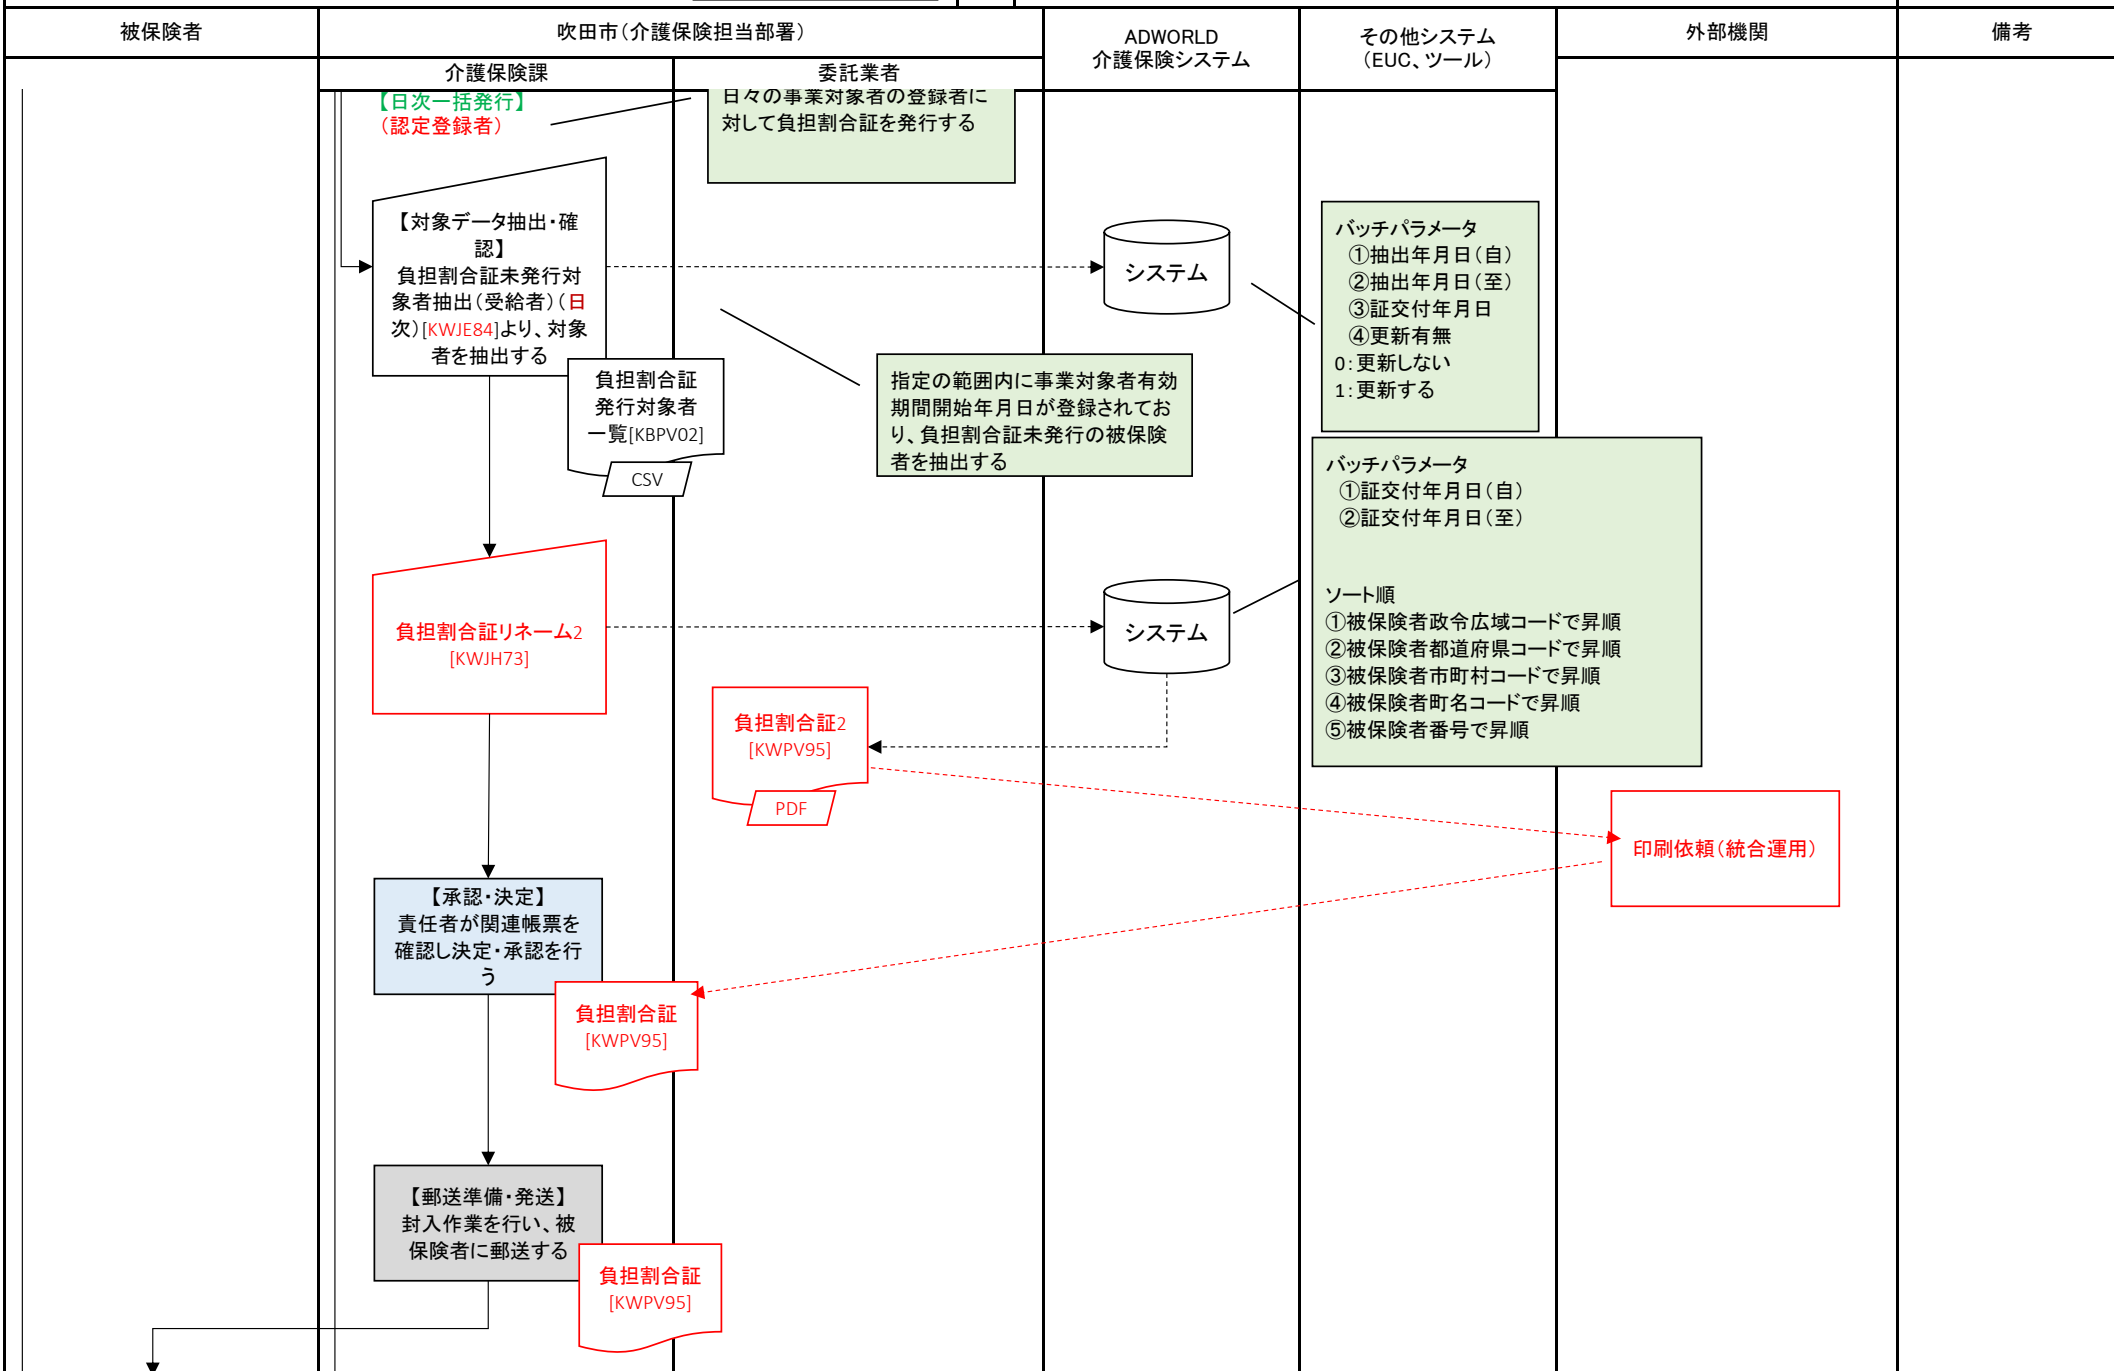 被保険者
吹田市（介護保険担当部署）
ADWORLD
介護保険システム
その他システム
（EUC、ツール）
外部機関
備考
介護保険課
委託業者
【日次一括発行】
（認定登録者）
日々の事業対象者の登録者に
対して負担割合証を発行する
【対象データ抽出・確
認】
負担割合証未発行対
象者抽出（受給者）（日
次）[KWJE84]より、対象
者を抽出する
システム
バッチパラメータ
①抽出年月日（自）
②抽出年月日（至）
③証交付年月日
④更新有無
0：更新しない
1：更新する
負担割合証
発行対象者
一覧[KBPV02]
CSV
指定の範囲内に事業対象者有効
期間開始年月日が登録されてお
り、負担割合証未発行の被保険
者を抽出する
バッチパラメータ
①証交付年月日（自）
②証交付年月日（至）
ソート順
①被保険者政令広域コードで昇順
②被保険者都道府県コードで昇順
③被保険者市町村コードで昇順
④被保険者町名コードで昇順
⑤被保険者番号で昇順
負担割合証リネーム2
[KWJH73]
システム
負担割合証2
[KWPV95]
PDF
印刷依頼（統合運用）
【承認・決定】
責任者が関連帳票を
確認し決定・承認を行
う
負担割合証
[KWPV95]
【郵送準備・発送】
封入作業を行い、被
保険者に郵送する
負担割合証
[KWPV95]